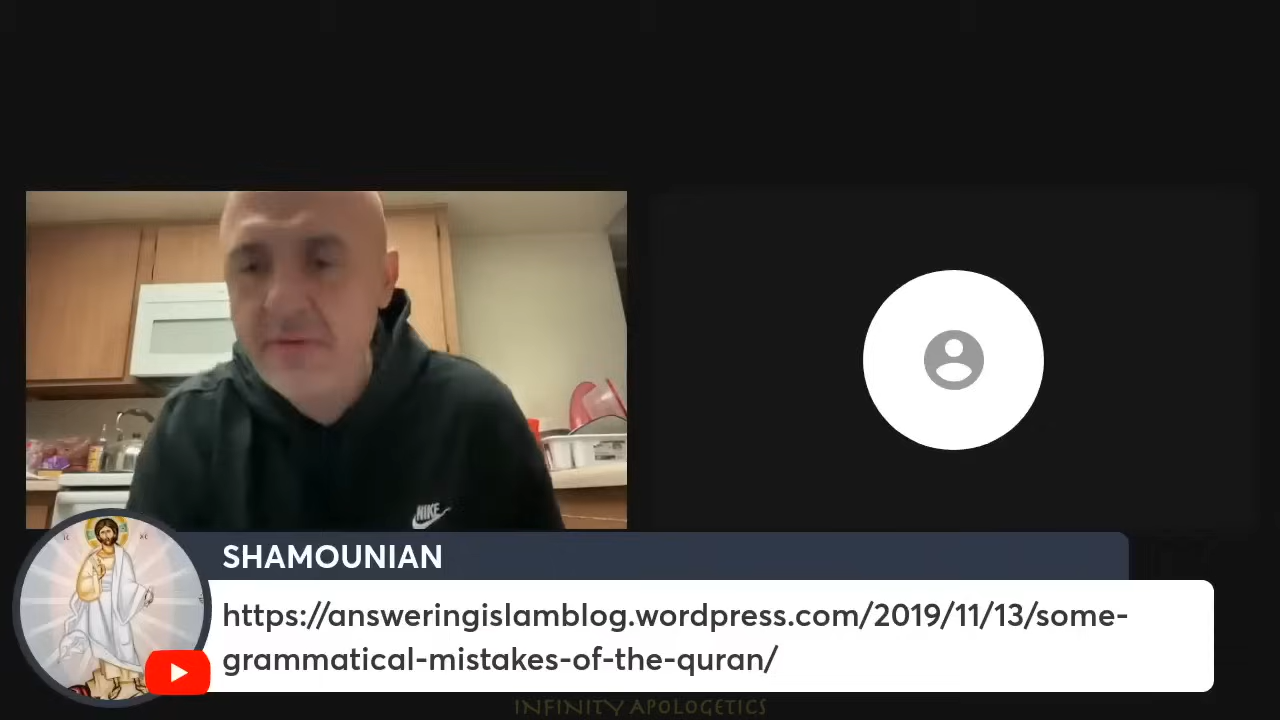 NIKE
SHAMOUNIAN
https://answeringislamblog.wordpress.com/2019/11/13/some-
grammatical-mistakes-of-the-quran/
INFINITY APOLOGETICS